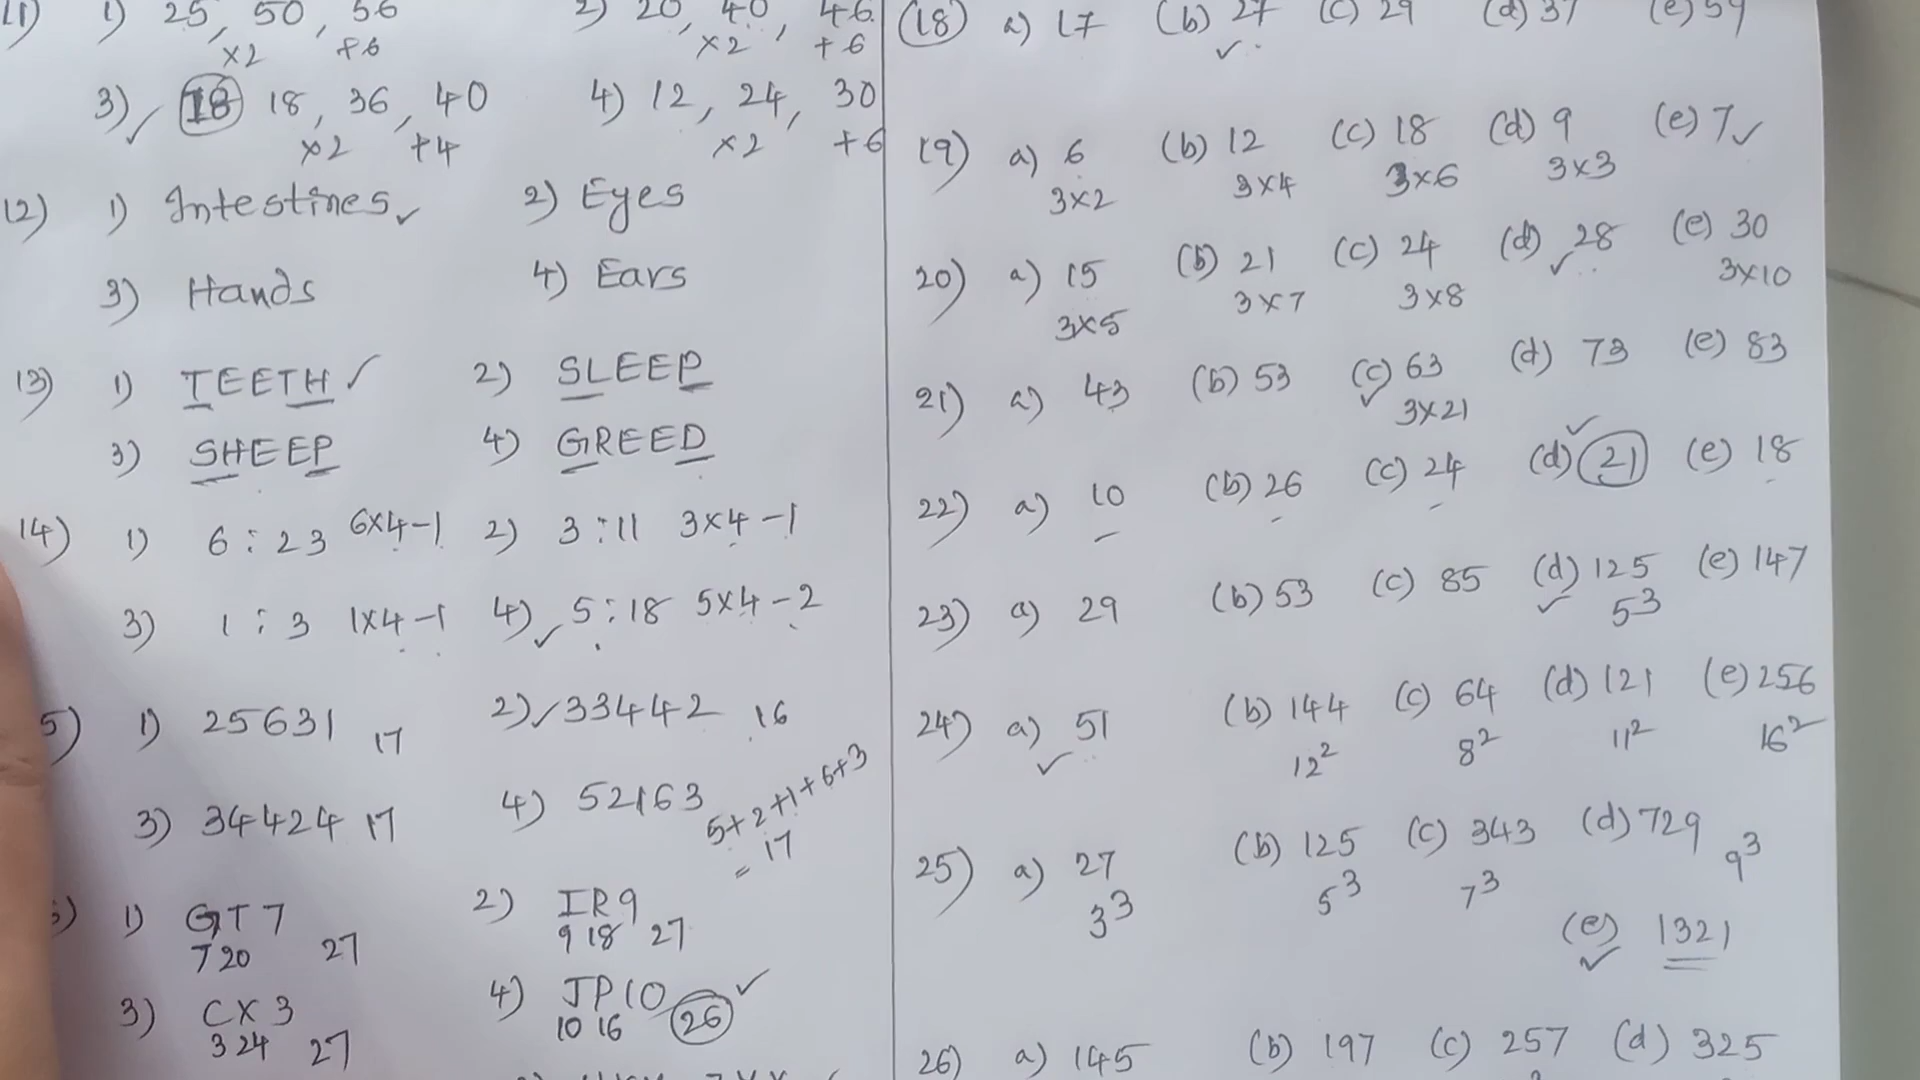 11) 1) 25, 50, 56 2) 20, 40, 46
×2 +6 ×2 +6
3) 18 18, 36, 40 4) 12, 24, 30
×2 +4 ×2 +6
12) 1) Intestines 2) Eyes
3) Hands 4) Ears
13) 1) TEETH 2) SLEEP
3) SHEEP 4) GREED
14) 1) 6 : 23 6×4-1 2) 3 : 11 3×4-1
3) 1 : 3 1×4-1 4) 5 : 18 5×4-2
5) 1) 25631 17 2) 33442 16
3) 34424 17 4) 52163 5+2+1+6+3
= 17
1) GT7 2) IR9
7 20 27 9 18 27
3) CX3 4) JP10 26
3 24 27 10 16
(18) a) 17 (b) 27 (c) 29 (d) 37 (e) 59
19) a) 6 (b) 12 (c) 18 (d) 9 (e) 7
3×2 3×4 3×6 3×3
20) a) 15 (b) 21 (c) 24 (d) 28 (e) 30
3×5 3×7 3×8 3×10
21) a) 43 (b) 53 (c) 63 (d) 73 (e) 83
3×21
22) a) 10 (b) 26 (c) 24 (d) 21 (e) 18
23) a) 29 (b) 53 (c) 85 (d) 125 (e) 147
5³
24) a) 51 (b) 144 (c) 64 (d) 121 (e) 256
12² 8² 11² 16²
25) a) 27 (b) 125 (c) 343 (d) 729 9³
3³ 5³ 7³
(e) 1321
26) a) 145 (b) 197 (c) 257 (d) 325